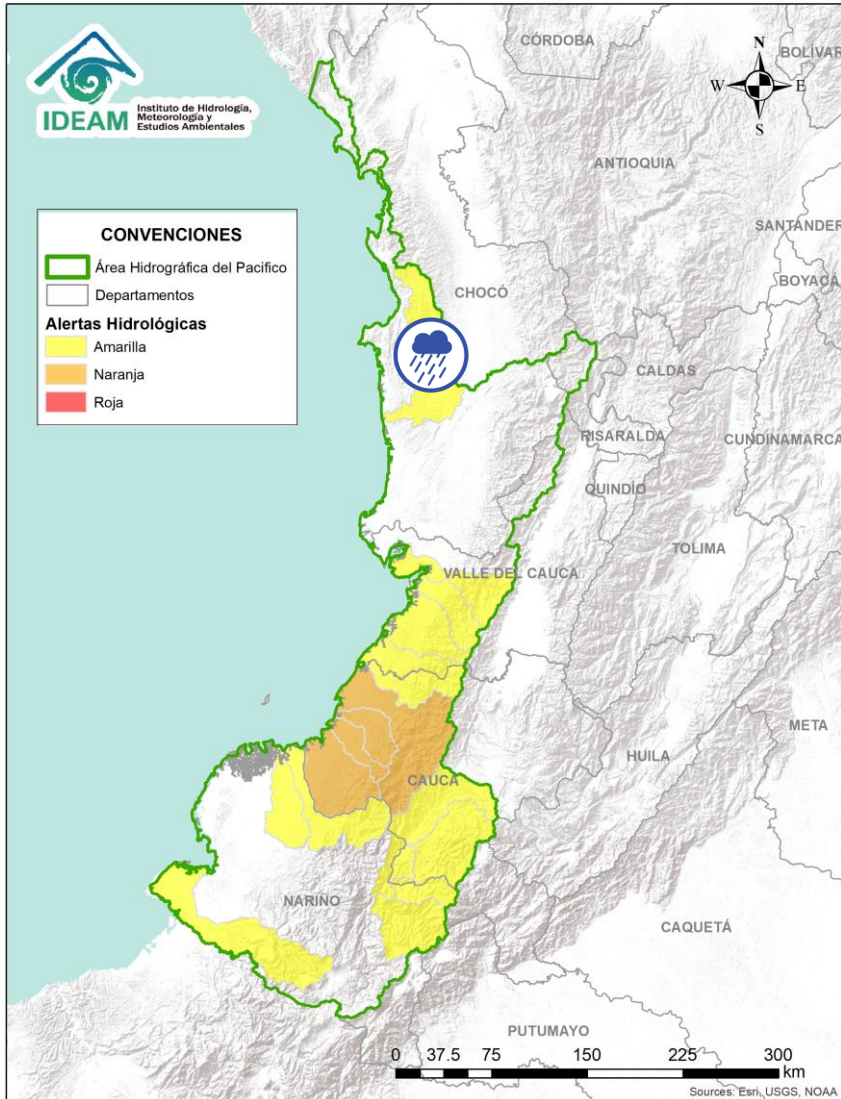 IDEAM
Instituto de Hidrología,
Meteorología y
Estudios Ambientales
CÓRDOBA
BOLÍVAR
N
W
E
S
ANTIOQUIA
SANTANDER
BOYACÁ
CONVENCIONES
Área Hidrográfica del Pacifico
Departamentos
Alertas Hidrológicas
Amarilla
Naranja
Roja
CHOCÓ
CALDAS
RISARALDA
CUNDINAMARCA
QUINDÍO
TOLIMA
VALLE DEL CAUCA
META
HUILA
CAUCA
NARIÑO
CAQUETÁ
PUTUMAYO
0 37.5 75 150 225 300
km
Sources: Esri, USGS, NOAA